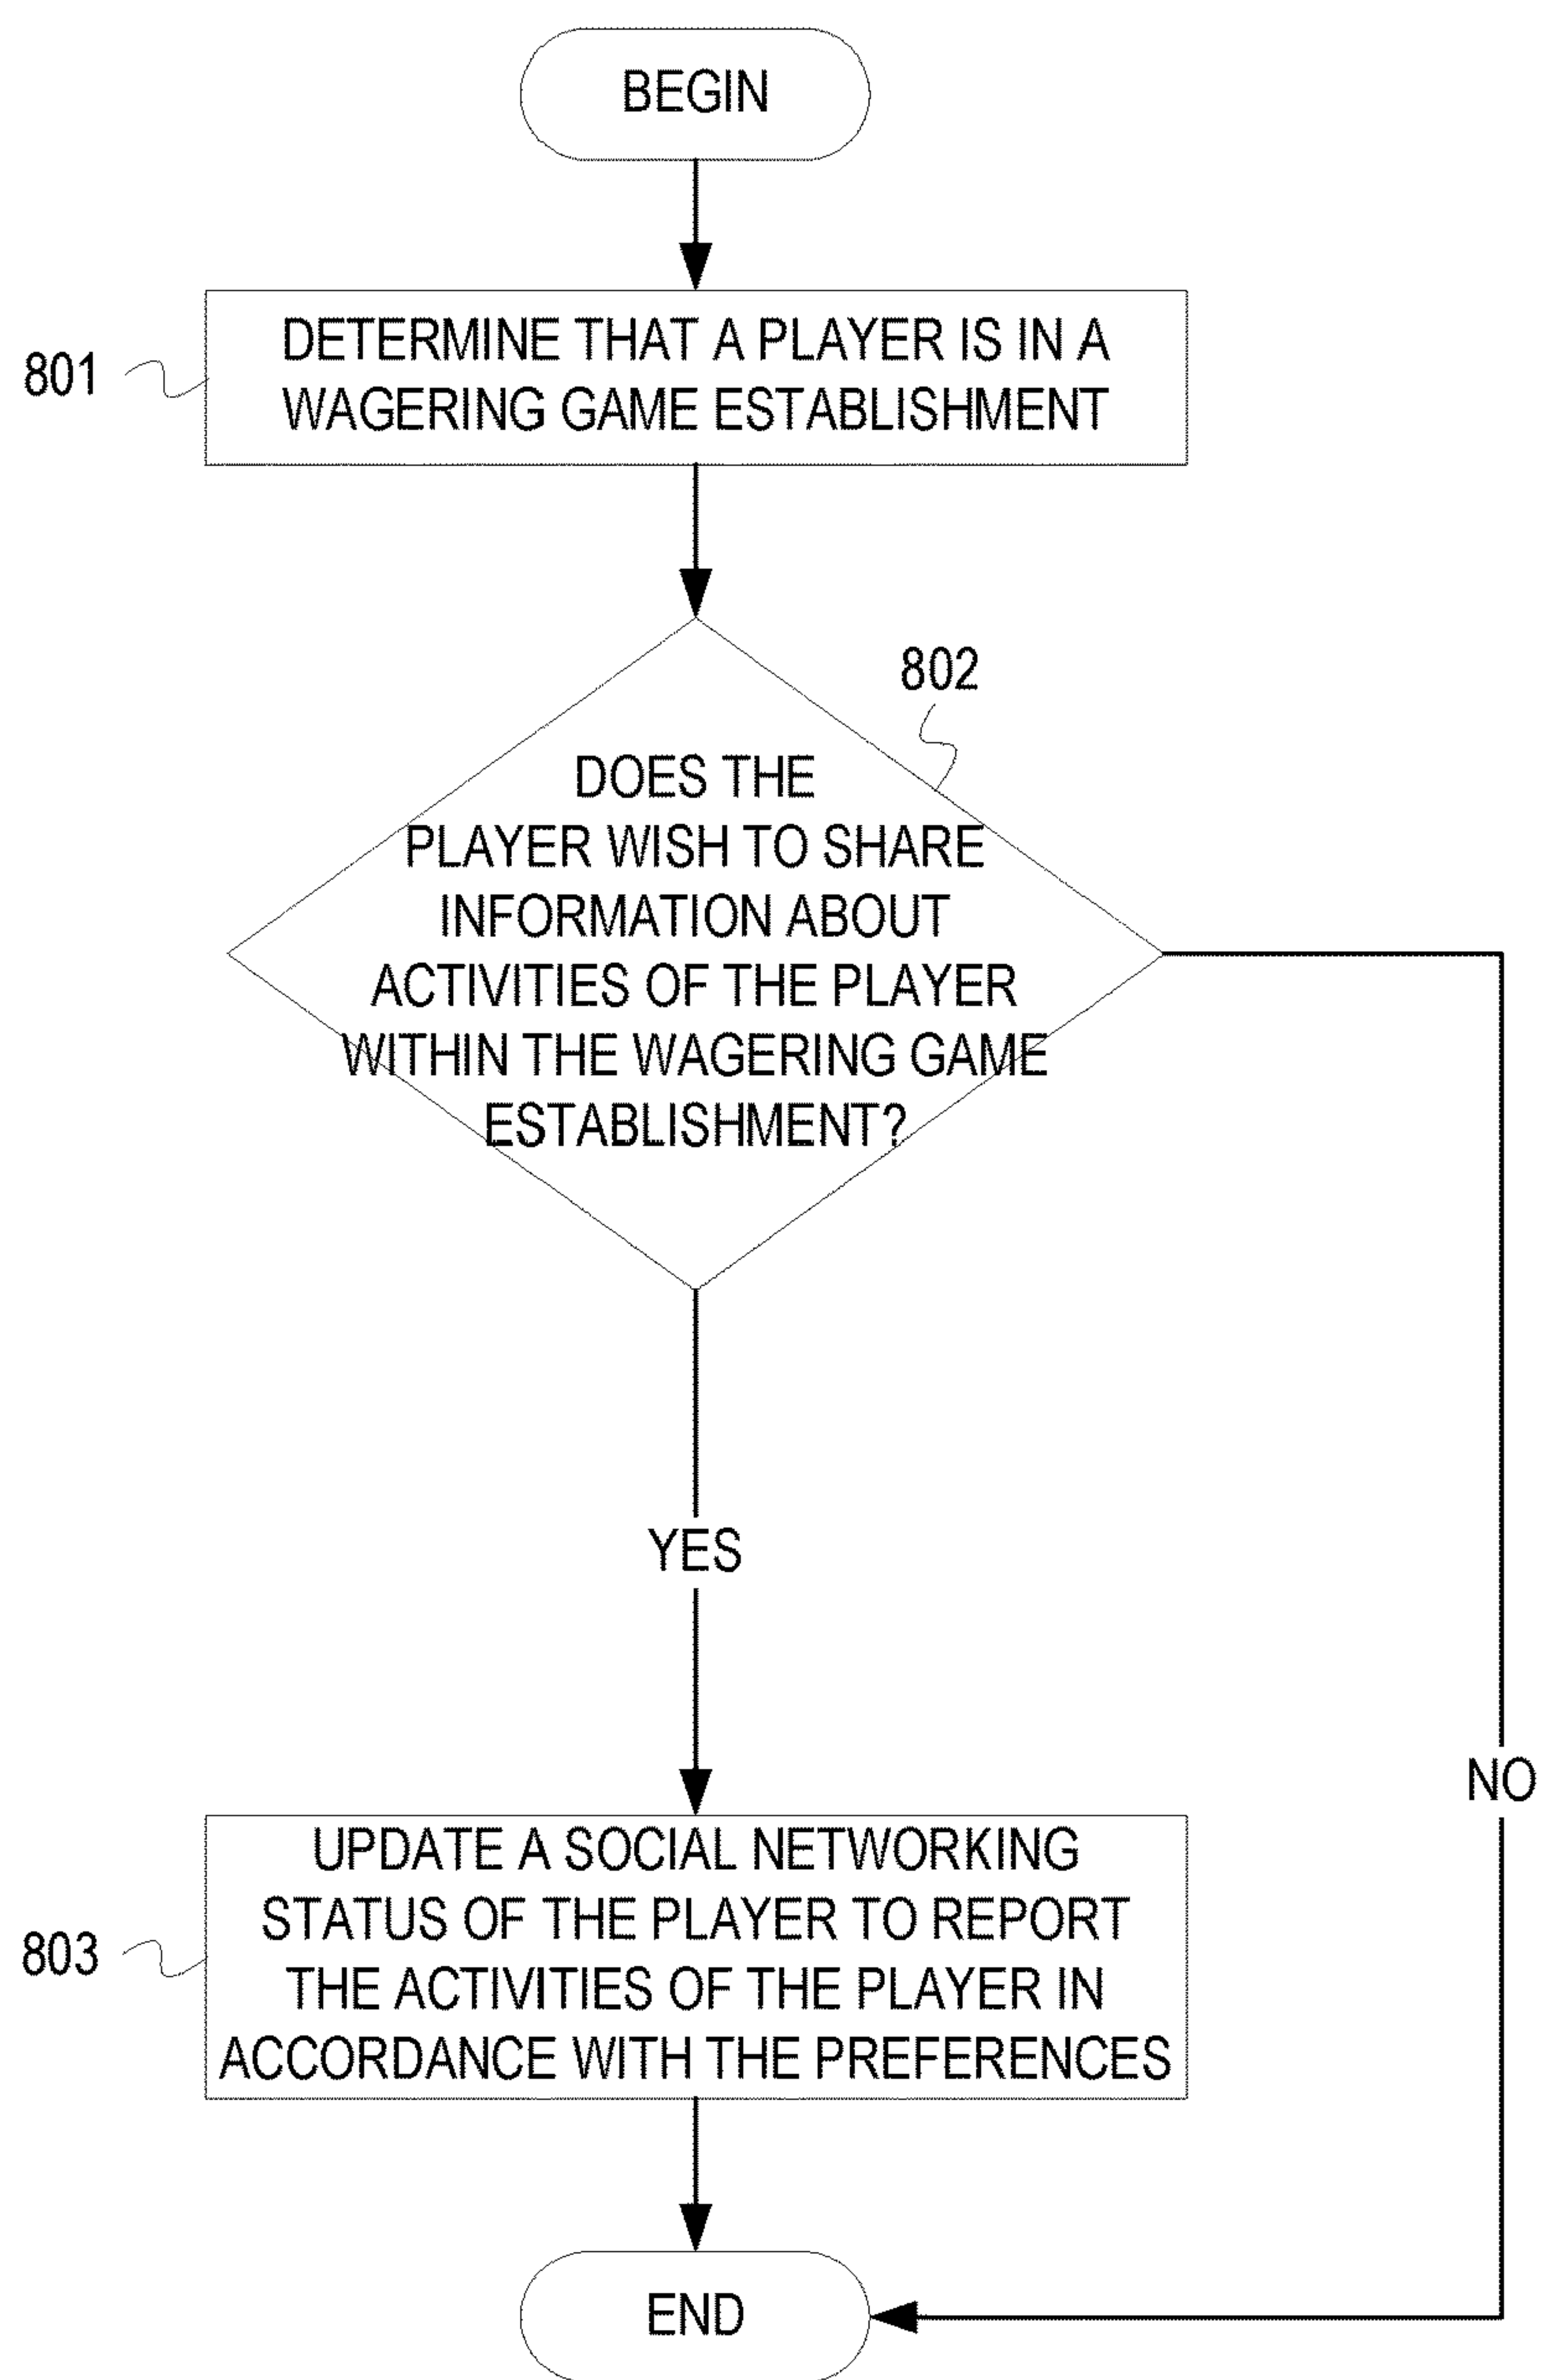 BEGIN
801
DETERMINE THAT A PLAYER IS IN A
WAGERING GAME ESTABLISHMENT
802
DOES THE
PLAYER WISH TO SHARE
INFORMATION ABOUT
ACTIVITIES OF THE PLAYER
WITHIN THE WAGERING GAME
ESTABLISHMENT?
YES
NO
803
UPDATE A SOCIAL NETWORKING
STATUS OF THE PLAYER TO REPORT
THE ACTIVITIES OF THE PLAYER IN
ACCORDANCE WITH THE PREFERENCES
END